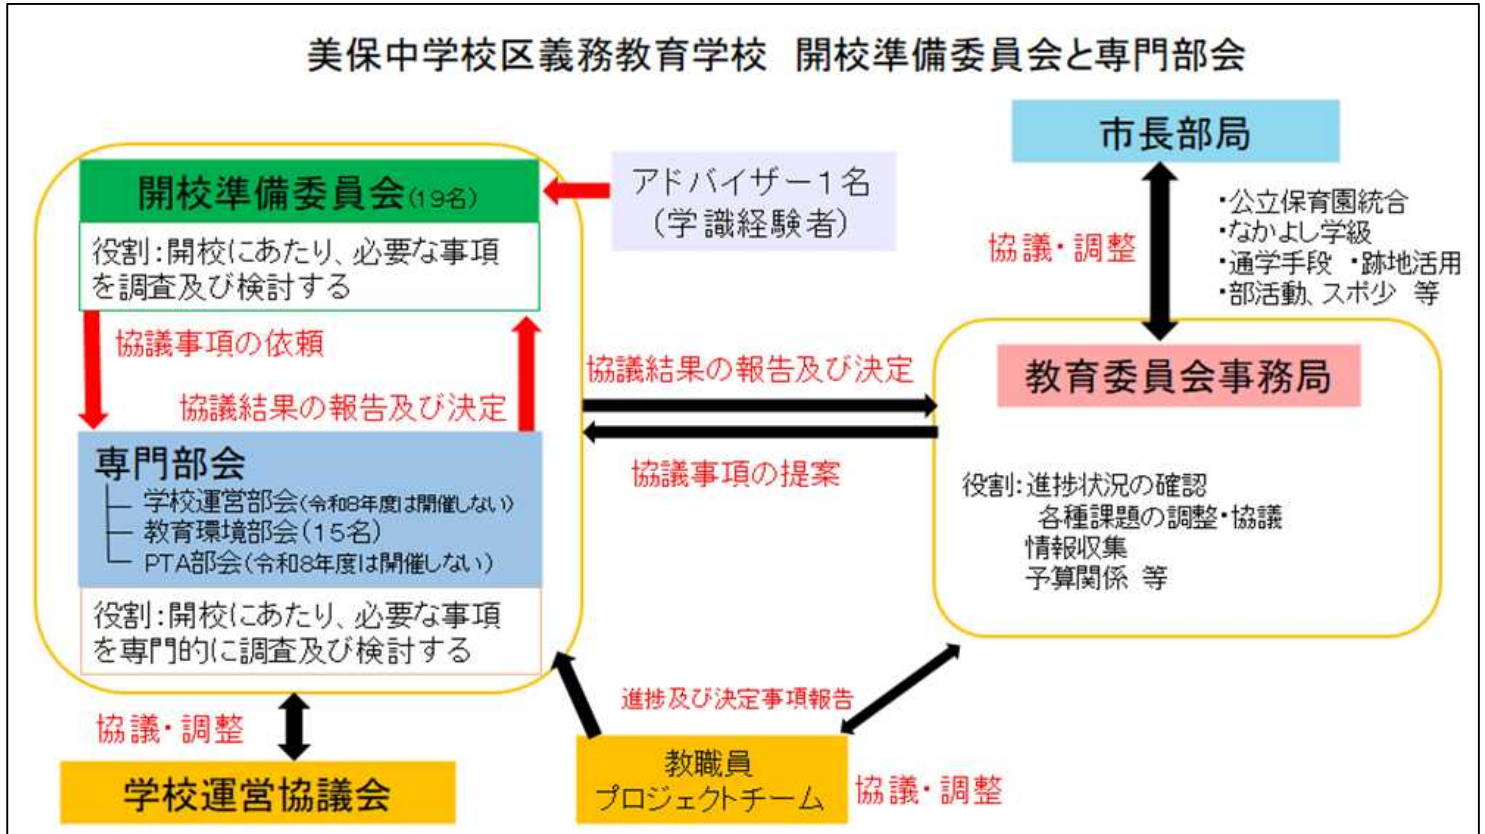 美保中学校区義務教育学校　開校準備委員会と専門部会
市長部局
開校準備委員会(19名)
役割：開校にあたり、必要な事項
を調査及び検討する
アドバイザー１名
（学識経験者）
協議・調整
・公立保育園統合
・なかよし学級
・通学手段　・跡地活用
・部活動、スポ少　等
協議事項の依頼
協議結果の報告及び決定
専門部会
学校運営部会(令和8年度は開催しない)
教育環境部会(15名)
PTA部会(令和8年度は開催しない)
役割：開校にあたり、必要な事項
を専門的に調査及び検討する
協議結果の報告及び決定
協議事項の提案
教育委員会事務局
役割：進捗状況の確認
各種課題の調整・協議
情報収集
予算関係　等
協議・調整
学校運営協議会
進捗及び決定事項報告
教職員
プロジェクトチーム
協議・調整